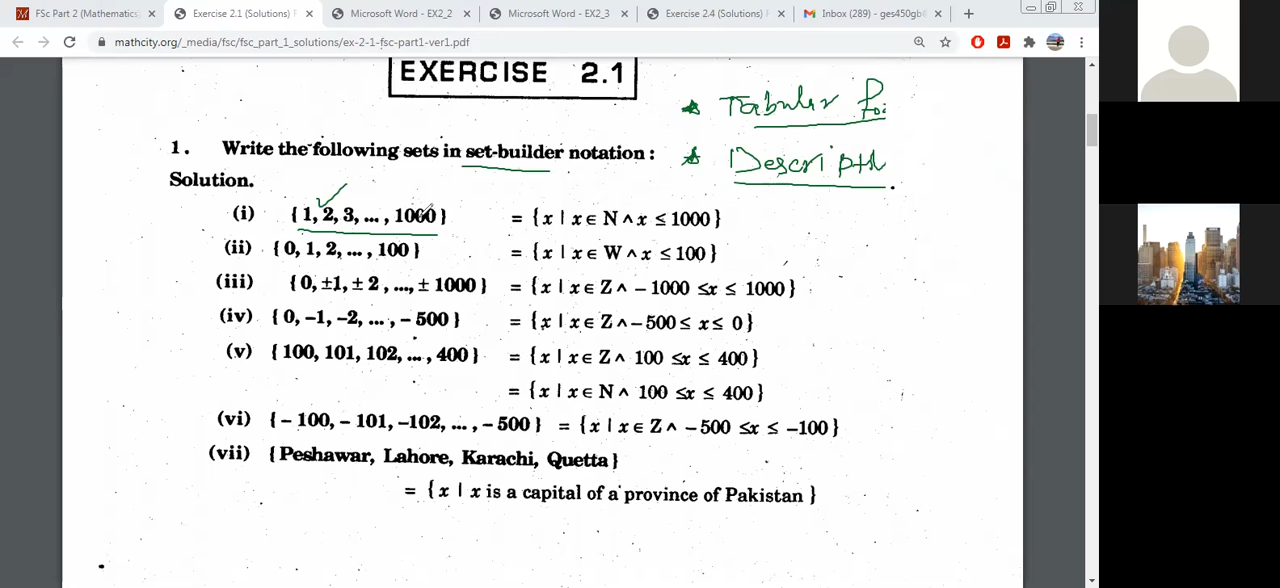 FSc Part 2 (Mathematics)
Exercise 2.1 (Solutions)
Microsoft Word - EX2_2
Microsoft Word - EX2_3
Exercise 2.4 (Solutions)
Inbox (289) - ges450gb@
mathcity.org/_media/fsc/fsc_part_1_solutions/ex-2-1-fsc-part1-ver1.pdf
EXERCISE 2.1
Tabular
1. Write the following sets in set-builder notation :
Solution.
(i) { 1, 2, 3, ... , 1000 } = { x | x ∈ N ∧ x ≤ 1000 }
(ii) { 0, 1, 2, ... , 100 } = { x | x ∈ W ∧ x ≤ 100 }
(iii) { 0, ±1, ± 2 , ..., ± 1000 } = { x | x ∈ Z ∧ – 1000 ≤ x ≤ 1000 }
(iv) { 0, –1, –2, ... , – 500 } = { x | x ∈ Z ∧ – 500 ≤ x ≤ 0 }
(v) { 100, 101, 102, ... , 400 } = { x | x ∈ Z ∧ 100 ≤ x ≤ 400 }
= { x | x ∈ N ∧ 100 ≤ x ≤ 400 }
(vi) { – 100, – 101, –102, ... , – 500 } = { x | x ∈ Z ∧ – 500 ≤ x ≤ –100 }
(vii) { Peshawar, Lahore, Karachi, Quetta }
= { x | x is a capital of a province of Pakistan }